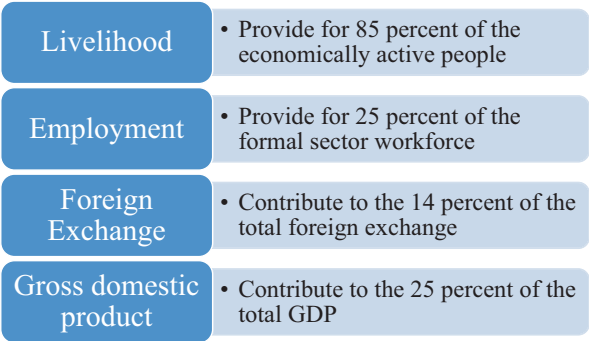 Livelihood
• Provide for 85 percent of the
economically active people
Employment
• Provide for 25 percent of the
formal sector workforce
Foreign
Exchange
• Contribute to the 14 percent of the
total foreign exchange
Gross domestic
product
• Contribute to the 25 percent of the
total GDP